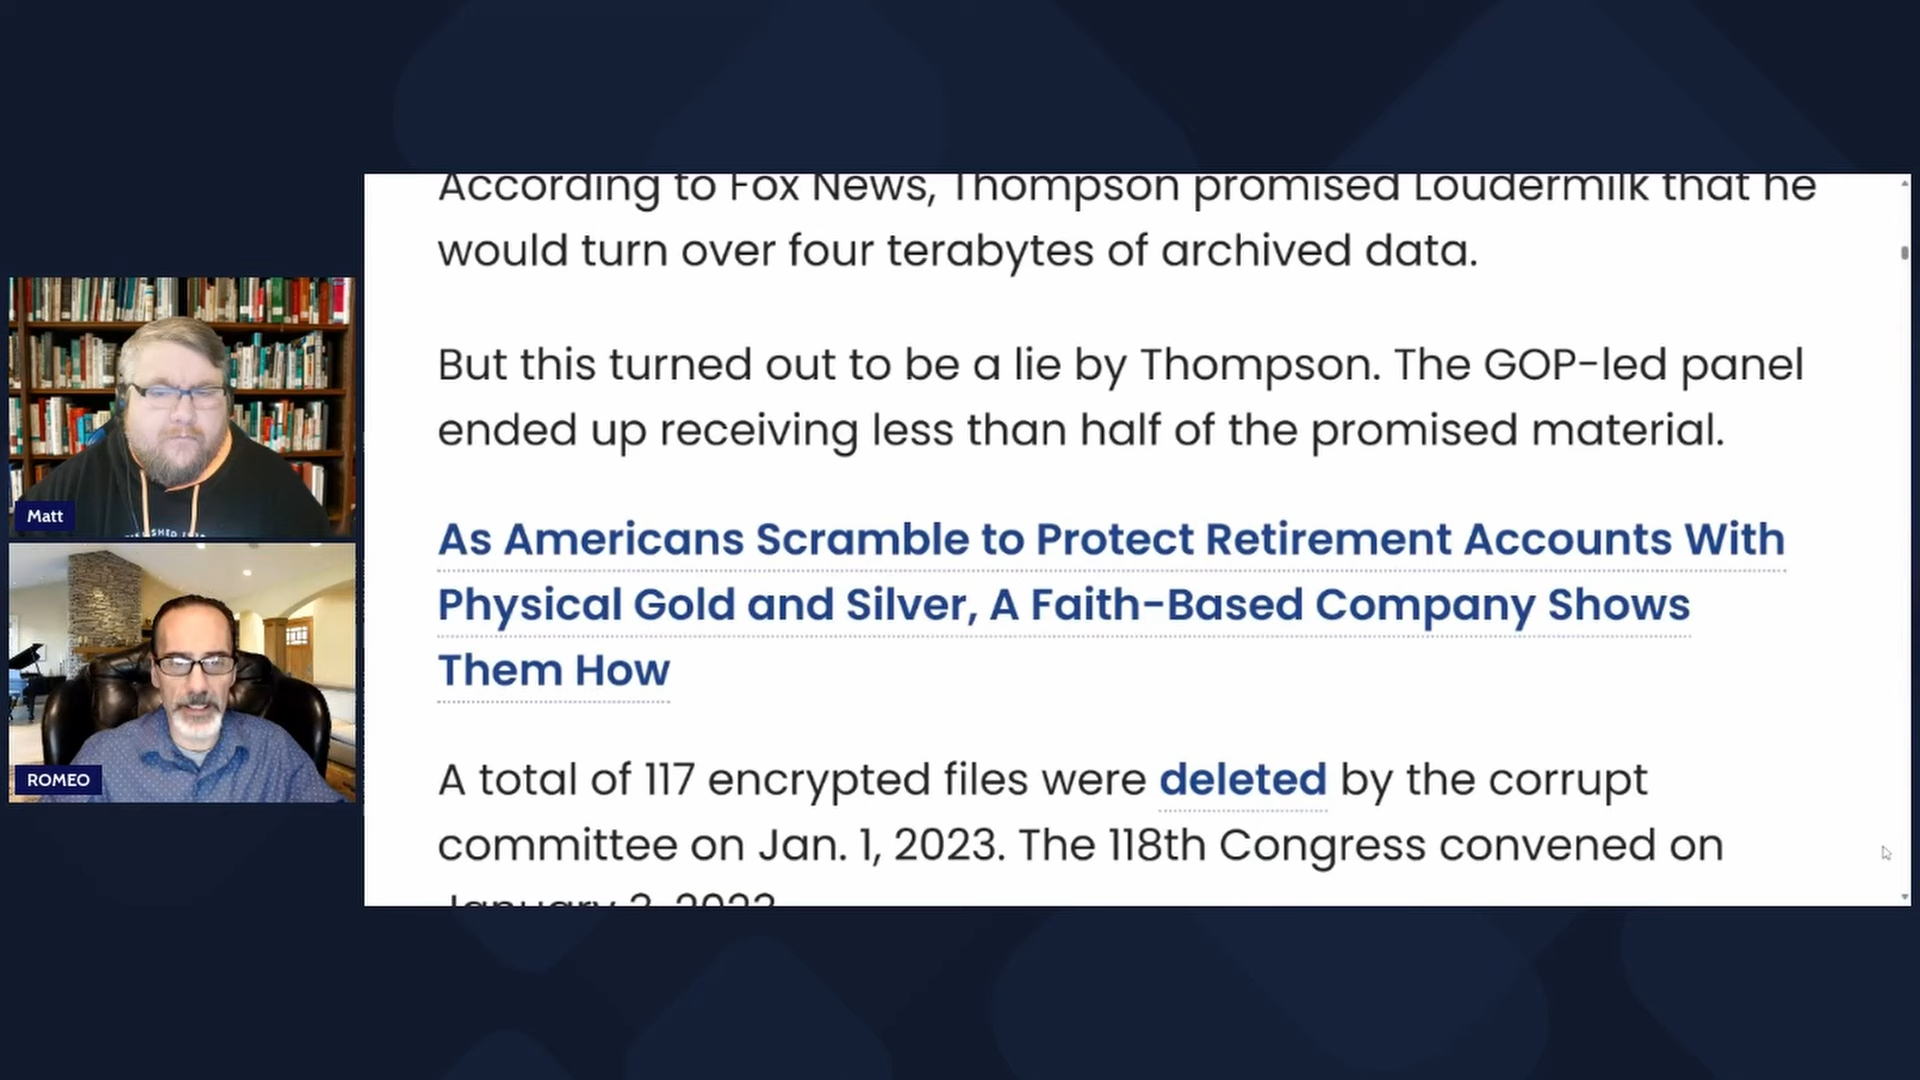 According to Fox News, Thompson promised Loudermilk that he
would turn over four terabytes of archived data.
But this turned out to be a lie by Thompson. The GOP-led panel
ended up receiving less than half of the promised material.
As Americans Scramble to Protect Retirement Accounts With
Physical Gold and Silver, A Faith-Based Company Shows
Them How
A total of 117 encrypted files were deleted by the corrupt
committee on Jan. 1, 2023. The 118th Congress convened on
January 3, 2023
Matt
ROMEO